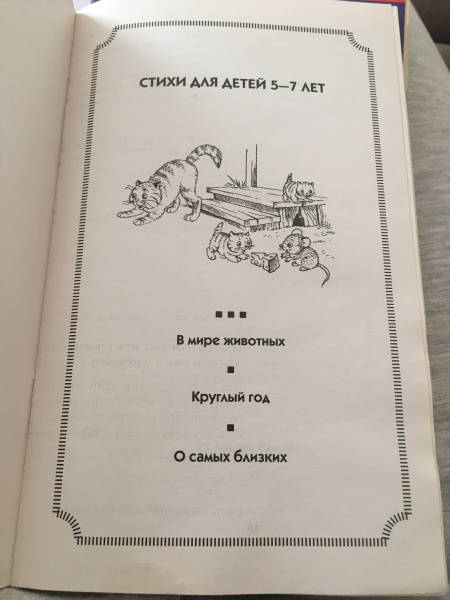 СТИХИ ДЛЯ ДЕТЕЙ 5–7 ЛЕТ
В мире животных
Круглый год
О самых близких